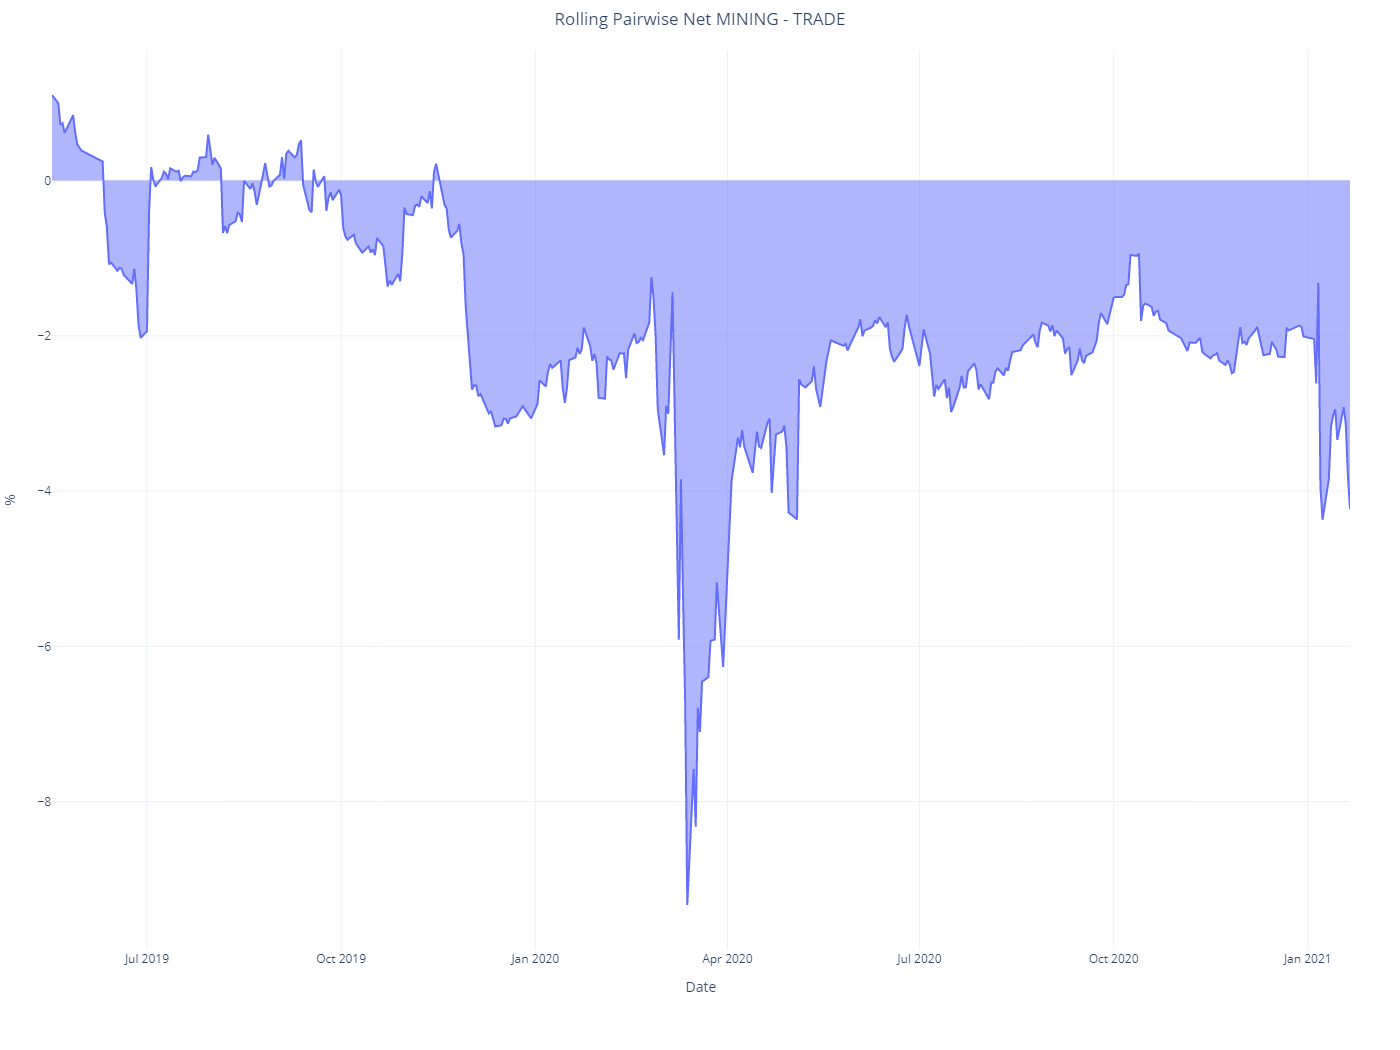 Rolling Pairwise Net MINING - TRADE
0
−2
−4
−6
−8
%
Jul 2019
Oct 2019
Jan 2020
Apr 2020
Jul 2020
Oct 2020
Jan 2021
Date